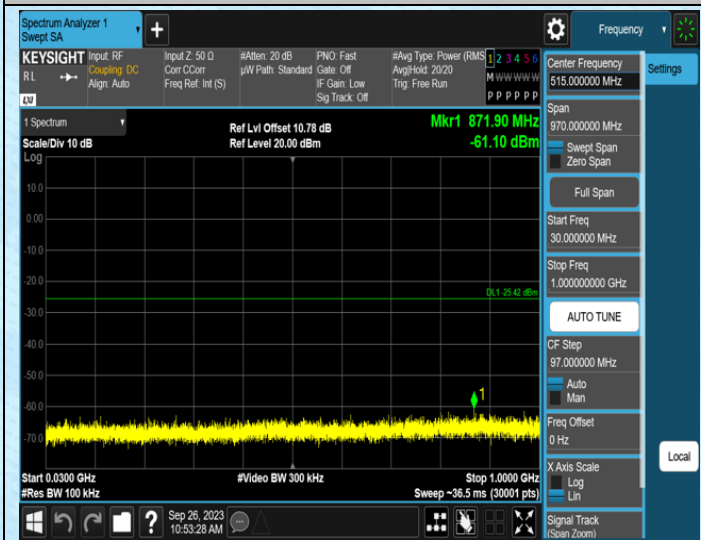 Spectrum Analyzer 1
Swept SA
Frequency
KEYSIGHT
RL
LXI
Input: RF
Coupling: DC
Align: Auto
Input Z: 50 Ω
Corr CCorr
Freq Ref: Int (S)
#Atten: 20 dB
µW Path: Standard
PNO: Fast
Gate: Off
IF Gain: Low
Sig Track: Off
#Avg Type: Power (RMS
Avg|Hold: 20/20
Trig: Free Run
1 2 3 4 5 6
M W W W W W
P P P P P P
1 Spectrum
Scale/Div 10 dB
Log
Ref Lvl Offset 10.78 dB
Ref Level 20.00 dBm
Mkr1 871.90 MHz
-61.10 dBm
10.0
0.00
-10.0
-20.0
DL1 -25.42 dBm
-30.0
-40.0
-50.0
1
-60.0
-70.0
Start 0.0300 GHz
#Res BW 100 kHz
#Video BW 300 kHz
Stop 1.0000 GHz
Sweep ~36.5 ms (30001 pts)
?
Sep 26, 2023
10:53:28 AM
Center Frequency
515.000000 MHz
Settings
Span
970.000000 MHz
Swept Span
Zero Span
Full Span
Start Freq
30.000000 MHz
Stop Freq
1.000000000 GHz
AUTO TUNE
CF Step
97.000000 MHz
Auto
Man
Freq Offset
0 Hz
Local
X Axis Scale
Log
Lin
Signal Track
(Span Zoom)